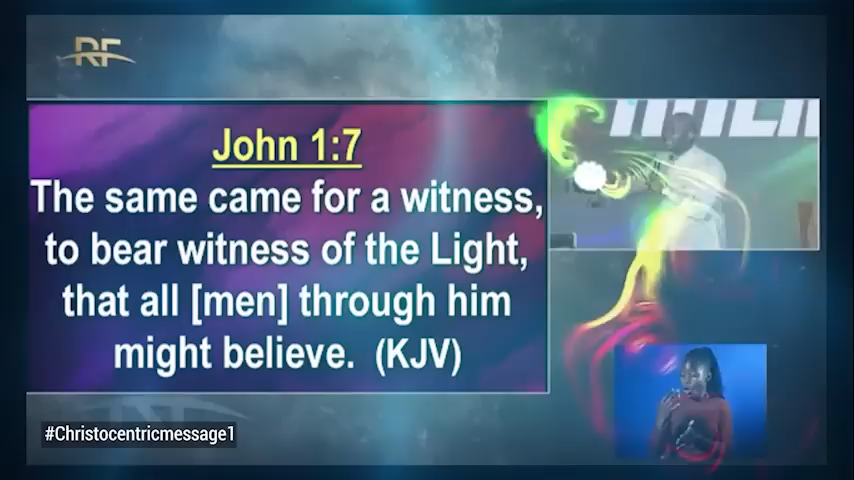 RF
John 1:7
The same came for a witness,
to bear witness of the Light,
that all [men] through him
might believe. (KJV)
#Christocentricmessage1